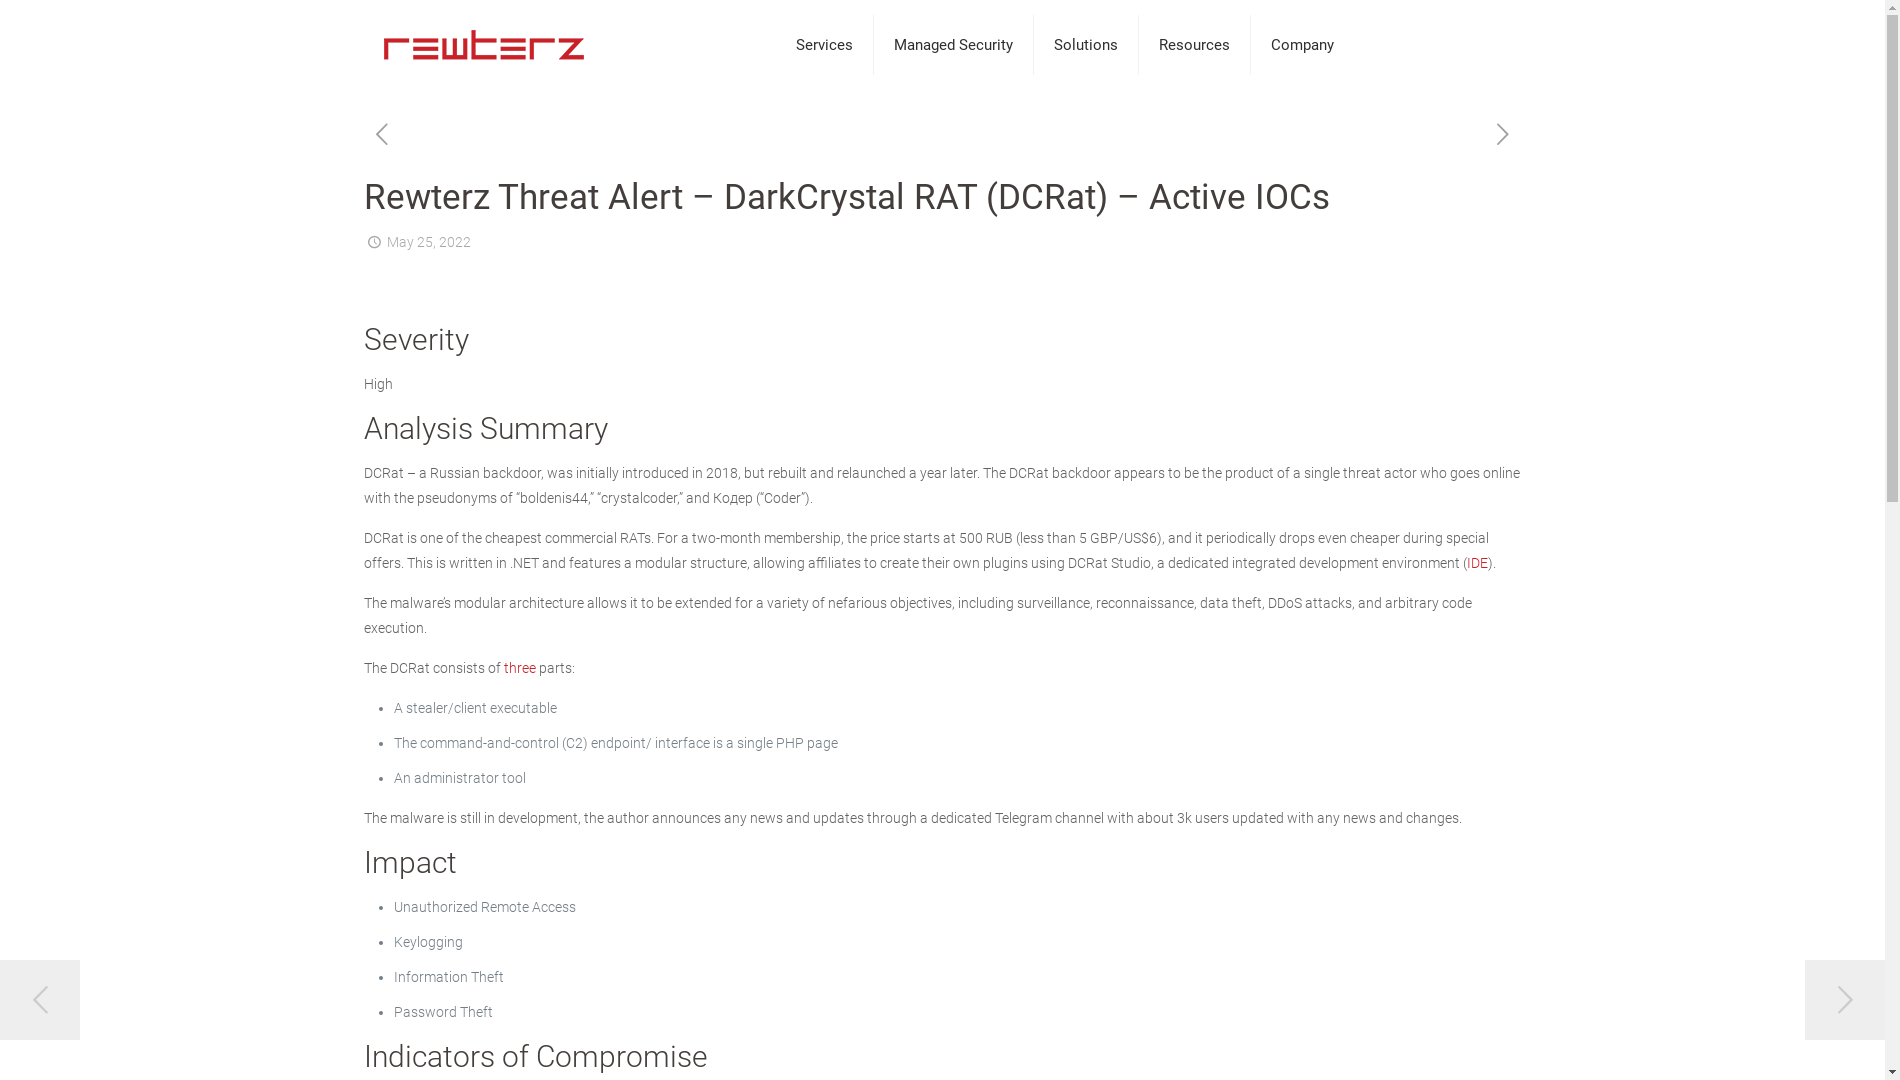 rewterz
Services
Managed Security
Solutions
Resources
Company
Rewterz Threat Alert – DarkCrystal RAT (DCRat) – Active IOCs
May 25, 2022
Severity
High
Analysis Summary
DCRat – a Russian backdoor, was initially introduced in 2018, but rebuilt and relaunched a year later. The DCRat backdoor appears to be the product of a single threat actor who goes online
with the pseudonyms of “boldenis44,” “crystalcoder,” and Кодер (“Coder”).
DCRat is one of the cheapest commercial RATs. For a two-month membership, the price starts at 500 RUB (less than 5 GBP/US$6), and it periodically drops even cheaper during special
offers. This is written in .NET and features a modular structure, allowing affiliates to create their own plugins using DCRat Studio, a dedicated integrated development environment (IDE).
The malware’s modular architecture allows it to be extended for a variety of nefarious objectives, including surveillance, reconnaissance, data theft, DDoS attacks, and arbitrary code
execution.
The DCRat consists of three parts:
• A stealer/client executable
• The command-and-control (C2) endpoint/ interface is a single PHP page
• An administrator tool
The malware is still in development, the author announces any news and updates through a dedicated Telegram channel with about 3k users updated with any news and changes.
Impact
• Unauthorized Remote Access
• Keylogging
• Information Theft
• Password Theft
Indicators of Compromise